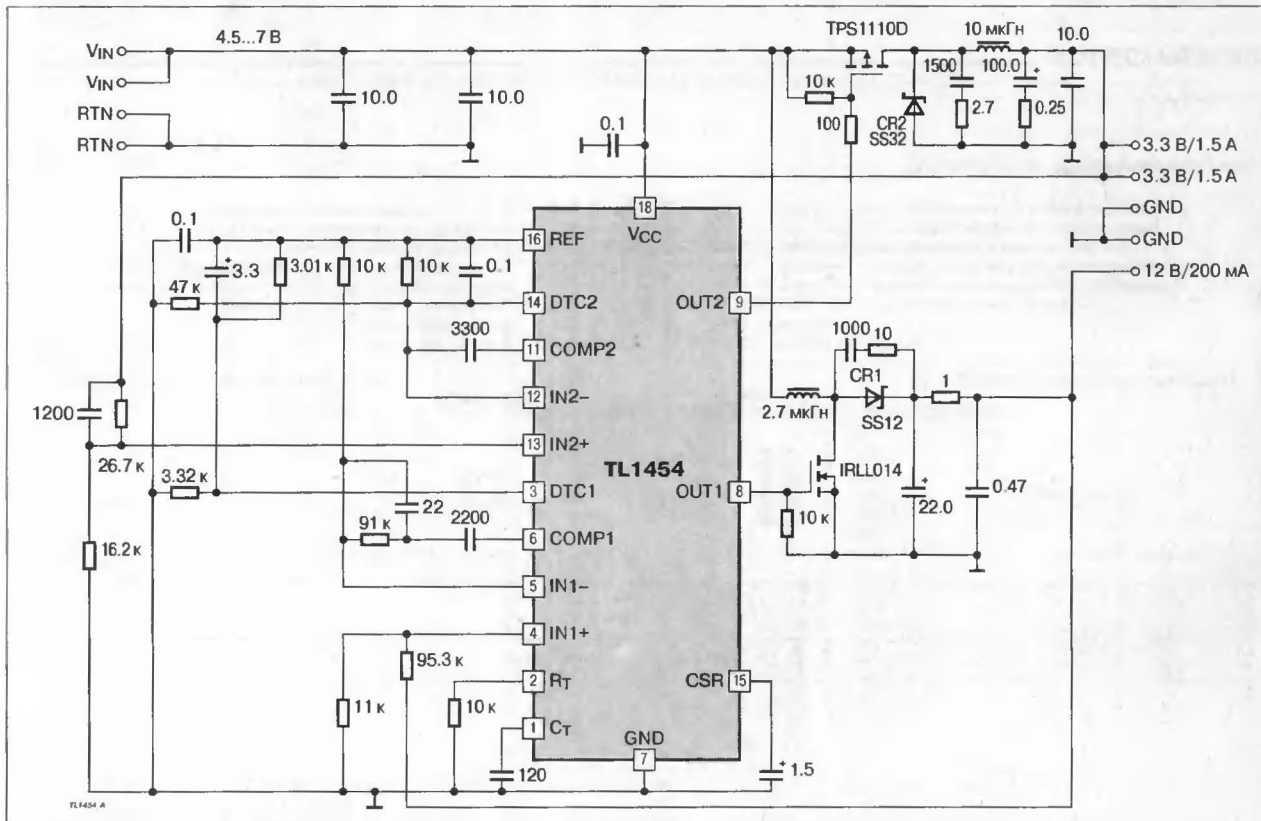 VIN
VIN
RTN
RTN
4.5...7 В
10.0
10.0
0.1
TPS1110D
10 к
100
CR2
SS32
1500
2.7
10 мкГн
100.0
0.25
10.0
3.3 В/1.5 А
3.3 В/1.5 А
GND
GND
12 В/200 мА
0.1
3.3
3.01 к
10 к
10 к
0.1
47 к
3300
1200
26.7 к
3.32 к
16.2 к
22
91 к
2200
95.3 к
11 к
10 к
120
18
VCC
16 REF
14 DTC2
11 COMP2
12 IN2–
13 IN2+
3 DTC1
6 COMP1
5 IN1–
4 IN1+
2 RT
1 CT
TL1454
OUT2 9
OUT1 8
CSR 15
GND
7
+ 1.5
1000
10
2.7 мкГн
CR1
SS12
1
IRLL014
10 к
+
22.0
0.47
TL1454 A